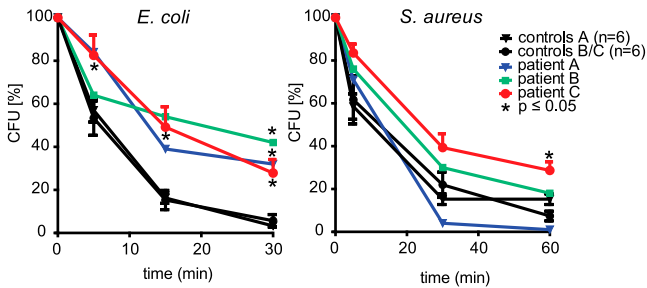 E. coli
S. aureus
CFU [%]
100
80
60
40
20
0
0
10
20
30
time (min)
CFU [%]
100
80
60
40
20
0
0
20
40
60
time (min)
*
*
*
*
*
*
controls A (n=6)
controls B/C (n=6)
patient A
patient B
patient C
* p ≤ 0.05